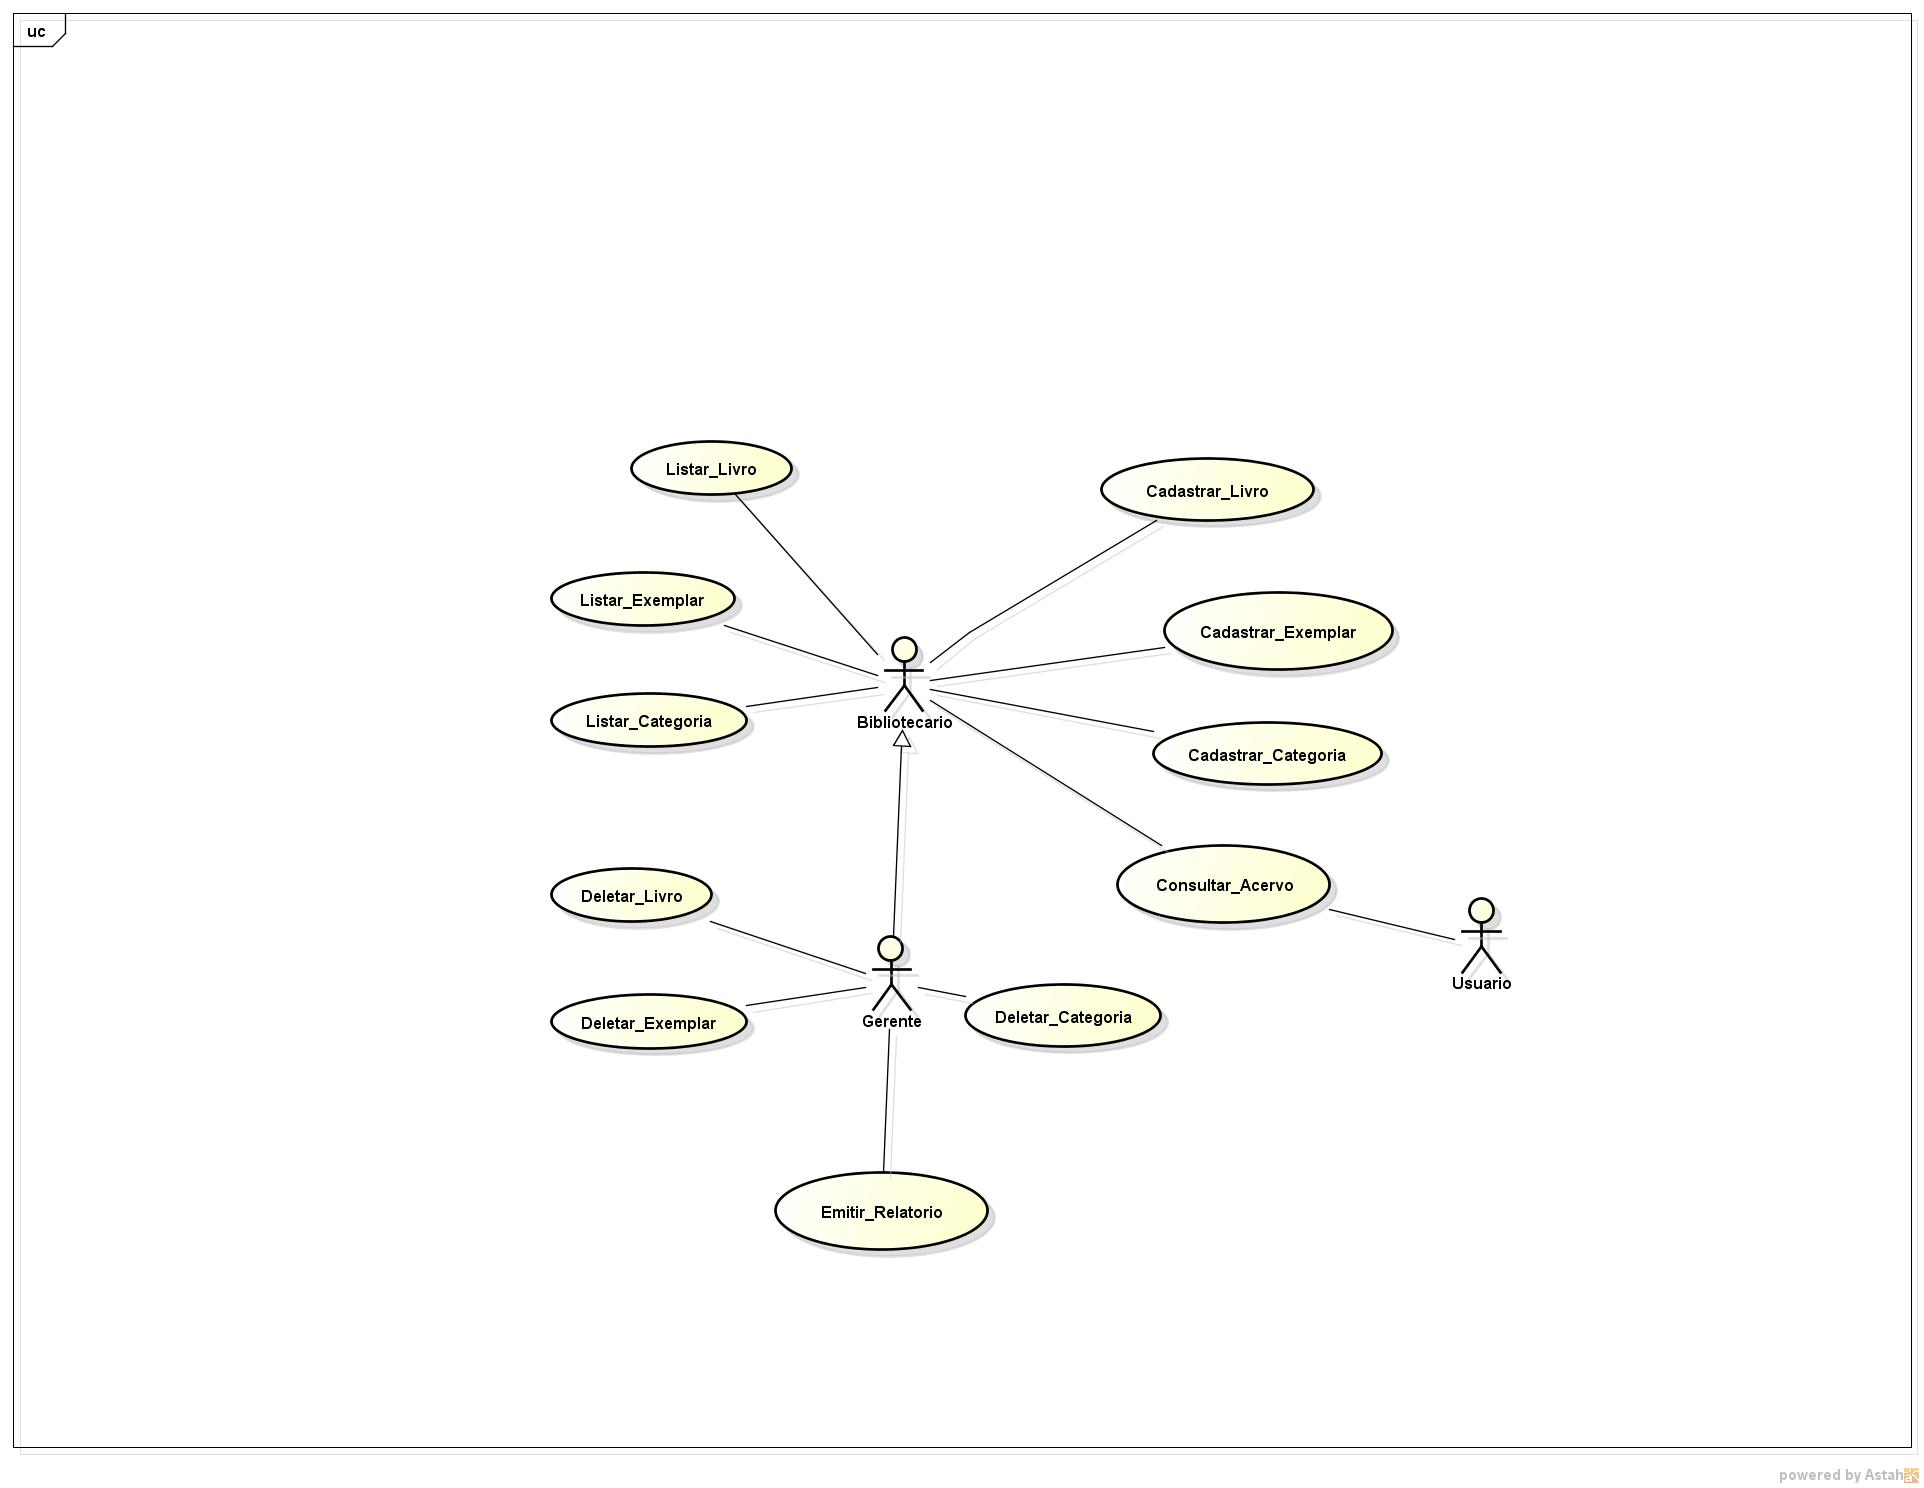 uc
Listar_Livro
Cadastrar_Livro
Listar_Exemplar
Cadastrar_Exemplar
Listar_Categoria
Bibliotecario
Cadastrar_Categoria
Deletar_Livro
Consultar_Acervo
Usuario
Deletar_Exemplar
Gerente
Deletar_Categoria
Emitir_Relatorio
powered by Astah